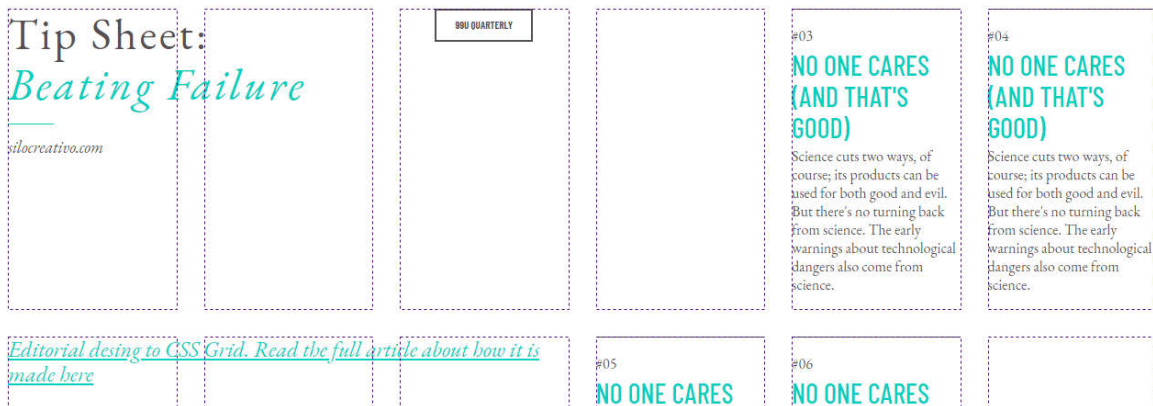 Tip Sheet:
Beating Failure
silocreativo.com
99U QUARTERLY
#03
NO ONE CARES
(AND THAT'S
GOOD)
Science cuts two ways, of
course; its products can be
used for both good and evil.
But there's no turning back
from science. The early
warnings about technological
dangers also come from
science.
#04
NO ONE CARES
(AND THAT'S
GOOD)
Science cuts two ways, of
course; its products can be
used for both good and evil.
But there's no turning back
from science. The early
warnings about technological
dangers also come from
science.
Editorial desing to CSS Grid. Read the full article about how it is
made here
#05
NO ONE CARES
#06
NO ONE CARES